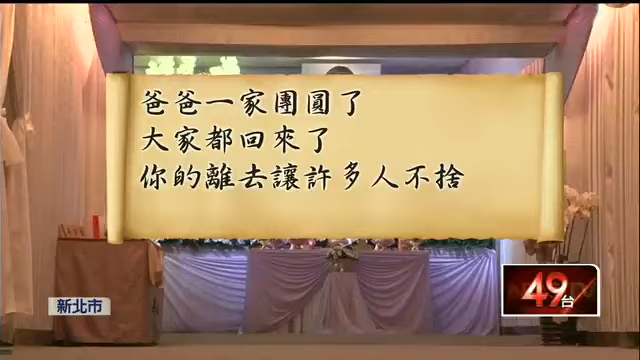 爸爸一家團圓了
大家都回來了
你的離去讓許多人不捨
新北市
49台